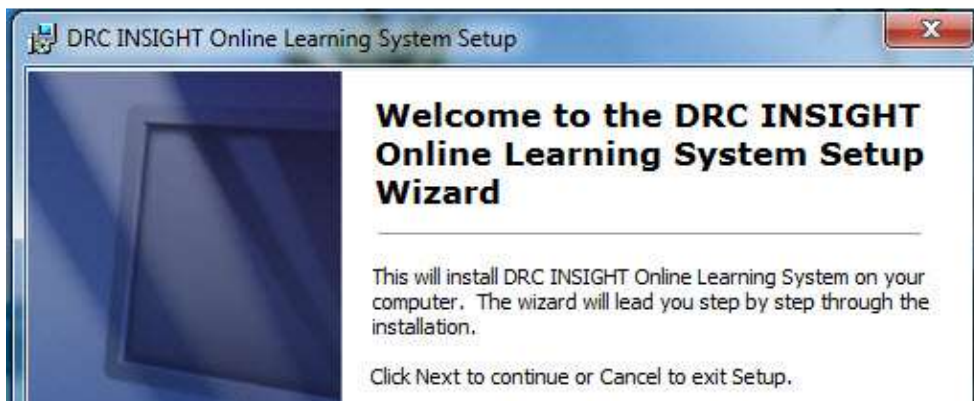 DRC INSIGHT Online Learning System Setup
Welcome to the DRC INSIGHT
Online Learning System Setup
Wizard
This will install DRC INSIGHT Online Learning System on your
computer. The wizard will lead you step by step through the
installation.
Click Next to continue or Cancel to exit Setup.